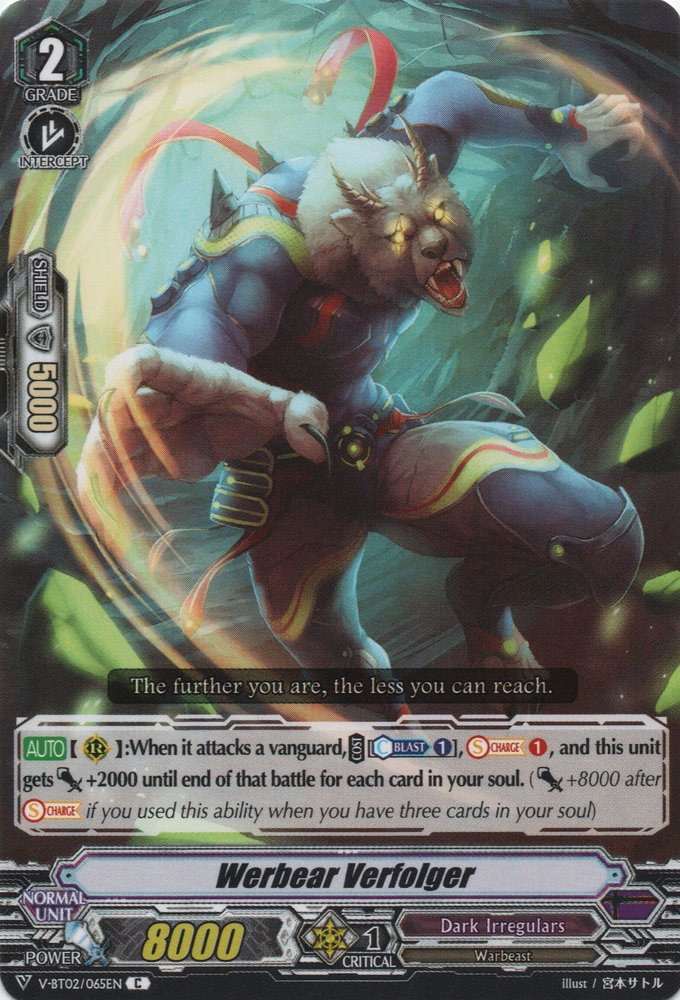 2
GRADE
INTERCEPT
SHIELD
5000
The further you are, the less you can reach.
AUTO【R】:When it attacks a vanguard, COST [C BLAST 1], S CHARGE 1, and this unit
gets +2000 until end of that battle for each card in your soul. (+8000 after
S CHARGE if you used this ability when you have three cards in your soul)
Werbear Verfolger
NORMAL
UNIT
Dark Irregulars
POWER
8000
1
CRITICAL
Warbeast
V-BT02/065EN C
illust / 宮本サトル